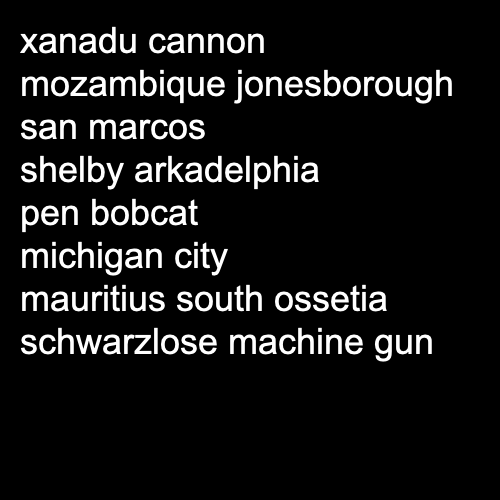 xanadu cannon
mozambique jonesborough
san marcos
shelby arkadelphia
pen bobcat
michigan city
mauritius south ossetia
schwarzlose machine gun